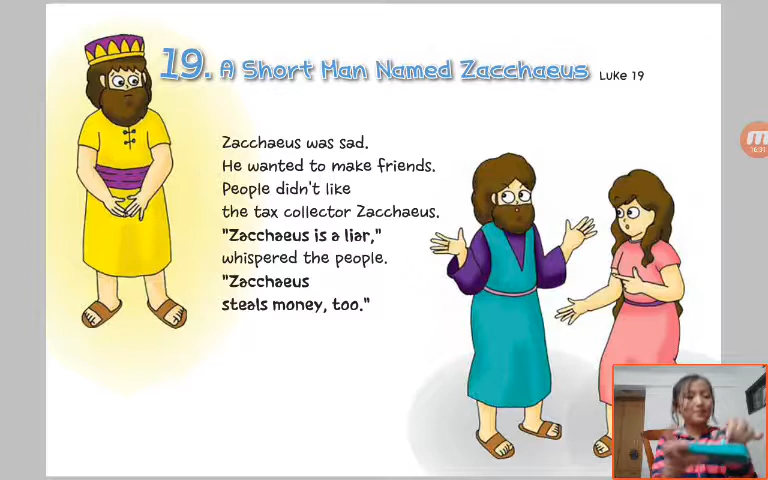 19. A Short Man Named Zacchaeus Luke 19
Zacchaeus was sad.
He wanted to make friends.
People didn't like
the tax collector Zacchaeus.
"Zacchaeus is a liar,"
whispered the people.
"Zacchaeus
steals money, too."